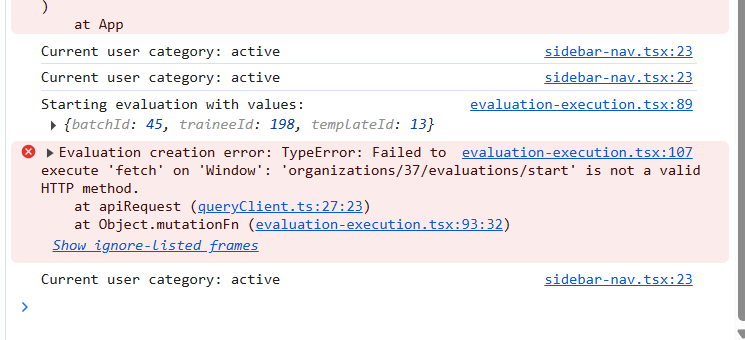 )
at App
Current user category: active sidebar-nav.tsx:23
Current user category: active sidebar-nav.tsx:23
Starting evaluation with values: evaluation-execution.tsx:89
{batchId: 45, traineeId: 198, templateId: 13}
Evaluation creation error: TypeError: Failed to evaluation-execution.tsx:107
execute 'fetch' on 'Window': 'organizations/37/evaluations/start' is not a valid
HTTP method.
at apiRequest (queryClient.ts:27:23)
at Object.mutationFn (evaluation-execution.tsx:93:32)
Show ignore-listed frames
Current user category: active sidebar-nav.tsx:23